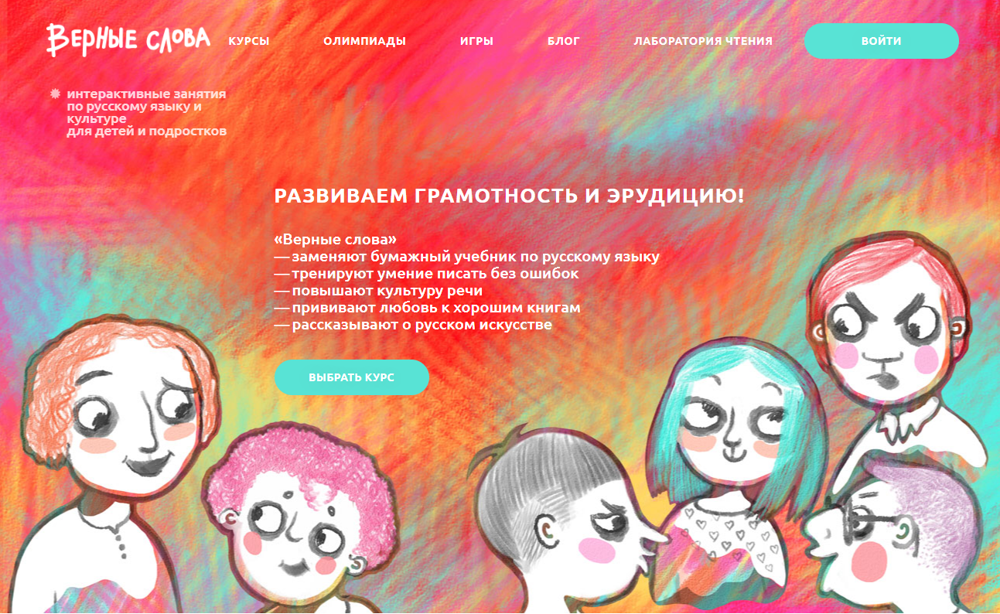 Верные слова
КУРСЫ ОЛИМПИАДЫ ИГРЫ БЛОГ ЛАБОРАТОРИЯ ЧТЕНИЯ ВОЙТИ
интерактивные занятия
по русскому языку и
культуре
для детей и подростков
РАЗВИВАЕМ ГРАМОТНОСТЬ И ЭРУДИЦИЮ!
«Верные слова»
— заменяют бумажный учебник по русскому языку
— тренируют умение писать без ошибок
— повышают культуру речи
— прививают любовь к хорошим книгам
— рассказывают о русском искусстве
ВЫБРАТЬ КУРС